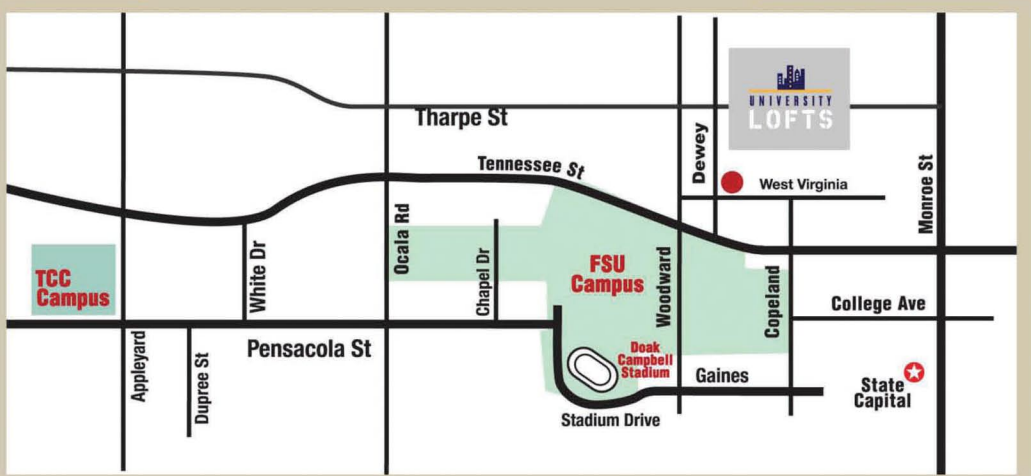 UNIVERSITY
LOFTS
Tharpe St
Tennessee St
Dewey
West Virginia
Monroe St
Ocala Rd
TCC
Campus
White Dr
Chapel Dr
FSU
Campus
Woodward
Copeland
College Ave
Appleyard
Dupree St
Pensacola St
Doak
Campbell
Stadium
Gaines
State
Capital
Stadium Drive